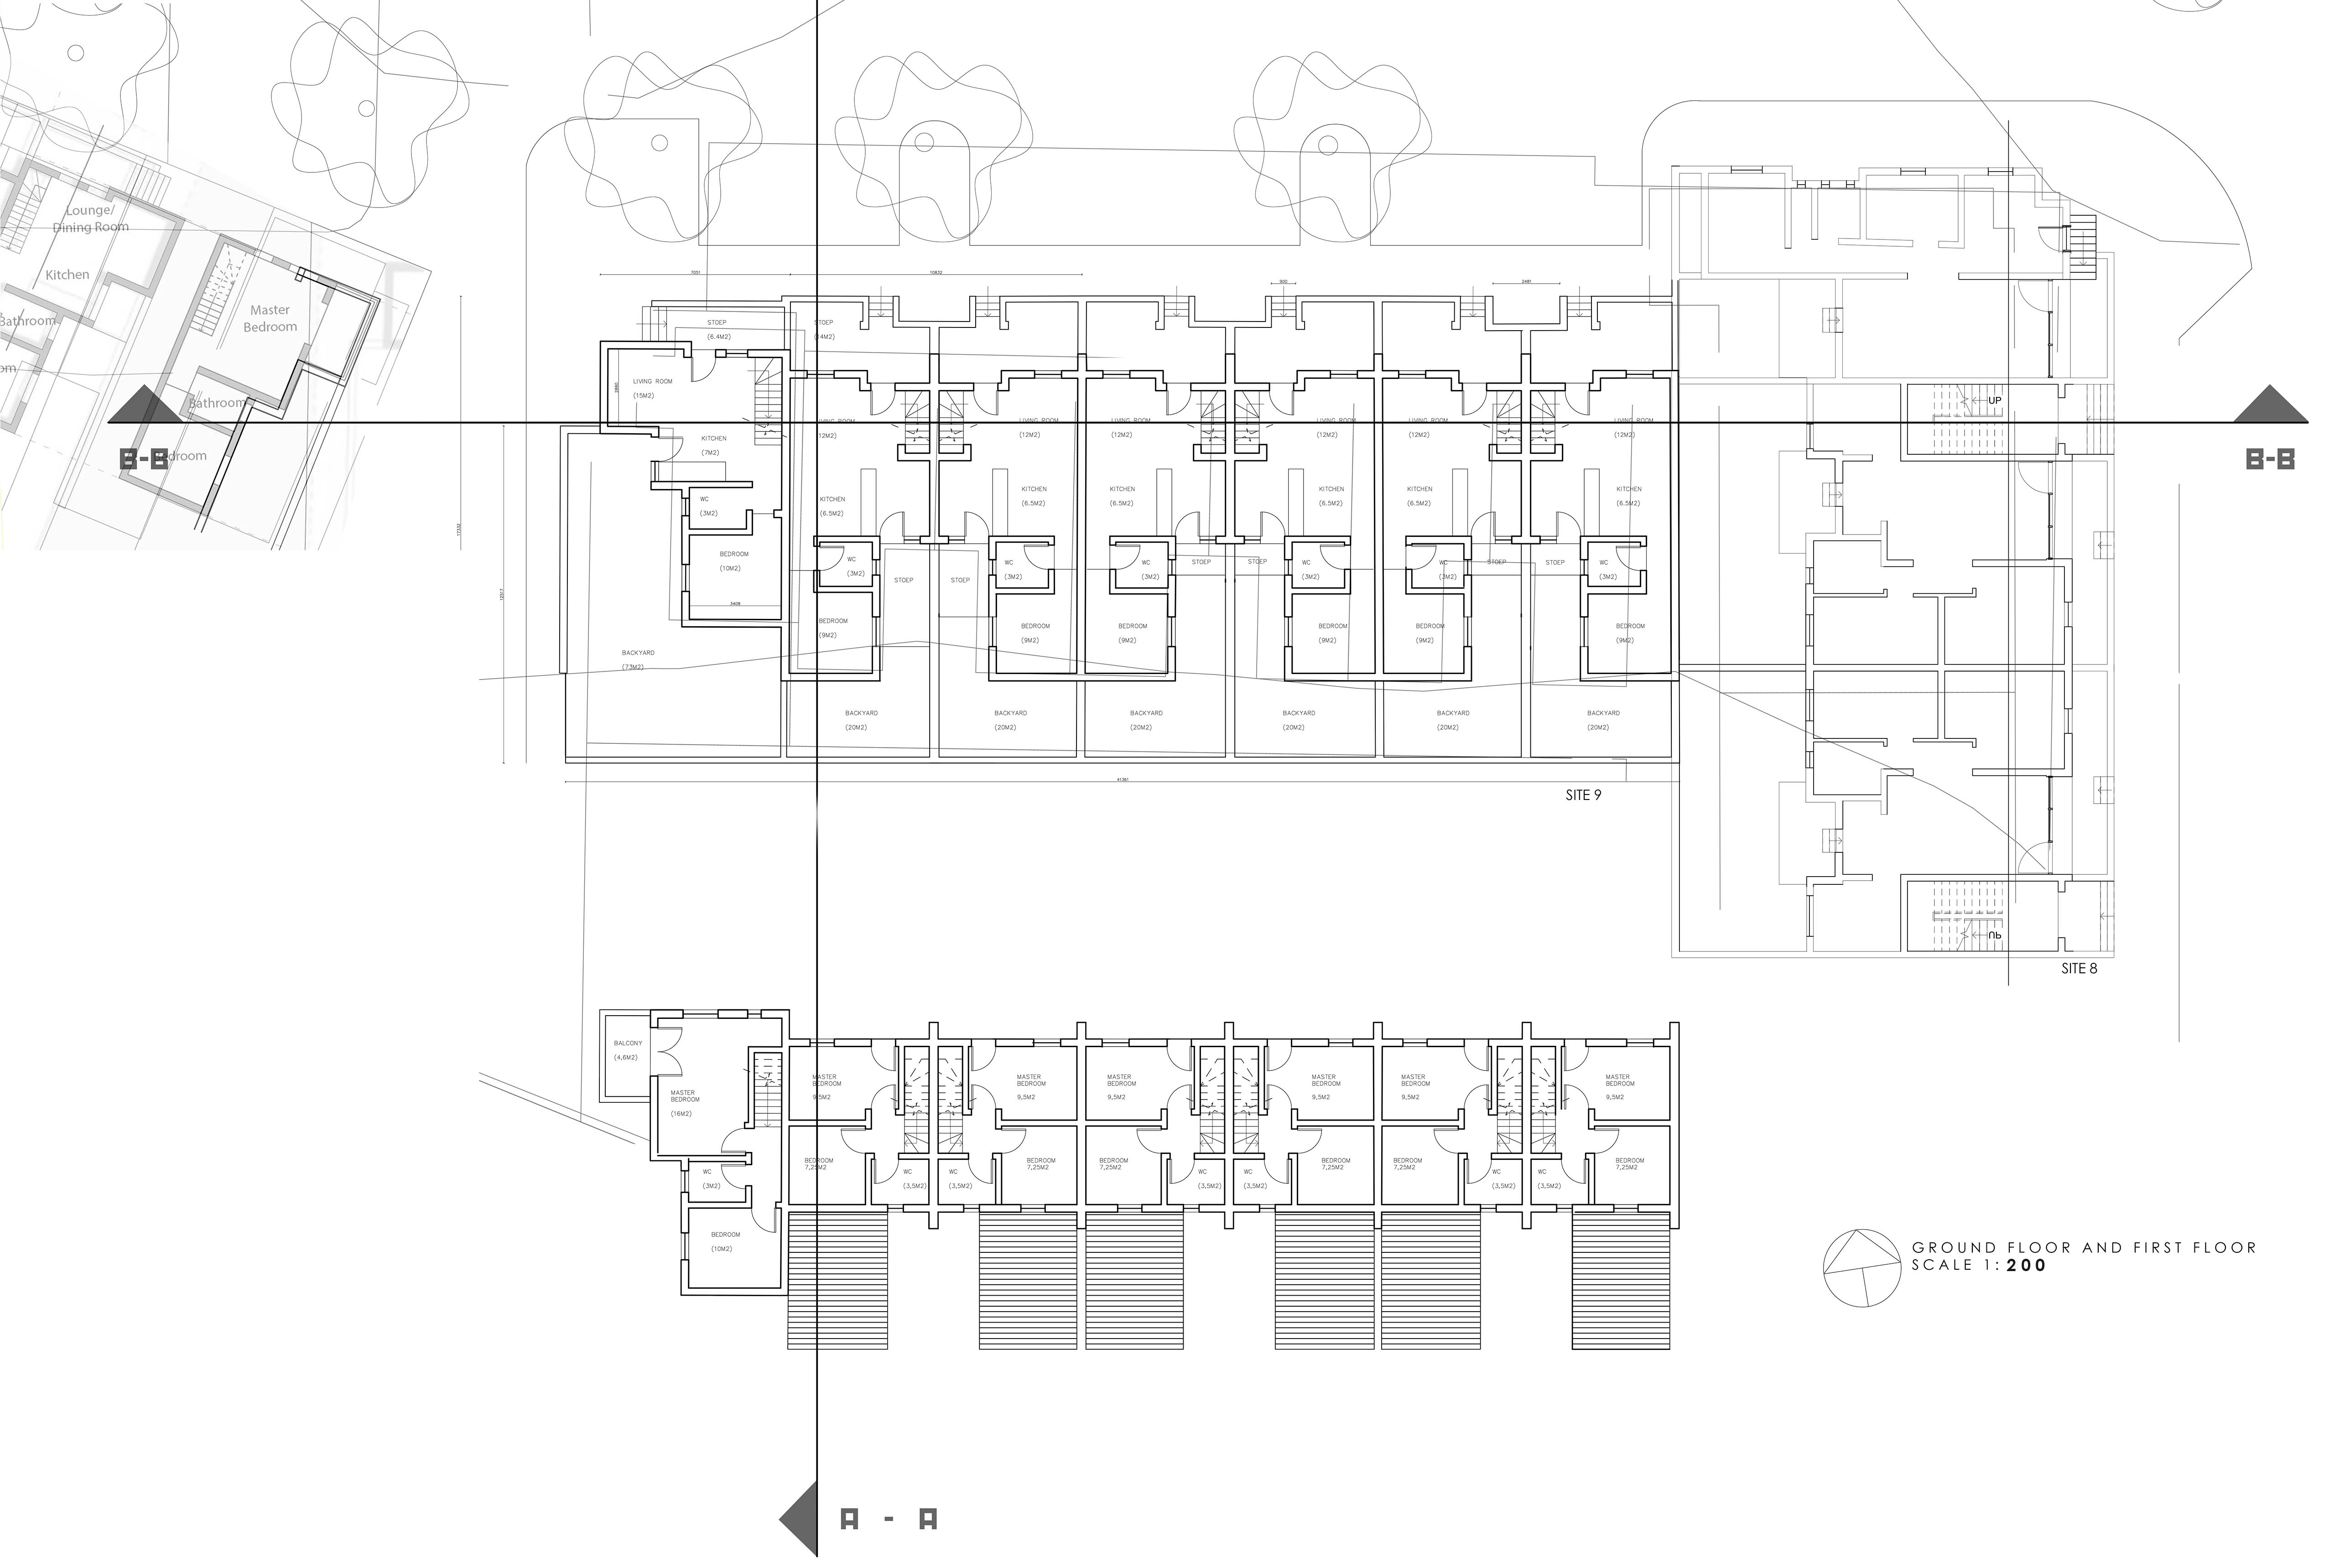 7051
10832
900
2481
Lounge/
Dining Room
Kitchen
Bathroom
Master
Bedroom
Bathroom
Bedroom
STOEP
(6.4M2)
STOEP
(14M2)
LIVING ROOM
(15M2)
3860
KITCHEN
(7M2)
WC
(3M2)
BEDROOM
(10M2)
3408
BACKYARD
(73M2)
LIVING ROOM
(12M2)
LIVING ROOM
(12M2)
LIVING ROOM
(12M2)
LIVING ROOM
(12M2)
LIVING ROOM
(12M2)
LIVING ROOM
(12M2)
KITCHEN
(6.5M2)
KITCHEN
(6.5M2)
KITCHEN
(6.5M2)
KITCHEN
(6.5M2)
KITCHEN
(6.5M2)
KITCHEN
(6.5M2)
WC
(3M2)
STOEP
STOEP
WC
(3M2)
WC
(3M2)
STOEP
STOEP
WC
(3M2)
WC
(3M2)
STOEP
STOEP
WC
(3M2)
BEDROOM
(9M2)
BEDROOM
(9M2)
BEDROOM
(9M2)
BEDROOM
(9M2)
BEDROOM
(9M2)
BEDROOM
(9M2)
BACKYARD
(20M2)
BACKYARD
(20M2)
BACKYARD
(20M2)
BACKYARD
(20M2)
BACKYARD
(20M2)
BACKYARD
(20M2)
41361
UP
UP
B-B
B-B
SITE 9
SITE 8
BALCONY
(4,6M2)
MASTER
BEDROOM
(16M2)
WC
(3M2)
BEDROOM
(10M2)
MASTER
BEDROOM
9,5M2
MASTER
BEDROOM
9,5M2
MASTER
BEDROOM
9,5M2
MASTER
BEDROOM
9,5M2
MASTER
BEDROOM
9,5M2
MASTER
BEDROOM
9,5M2
BEDROOM
7,25M2
WC
(3,5M2)
WC
(3,5M2)
BEDROOM
7,25M2
BEDROOM
7,25M2
WC
(3,5M2)
WC
(3,5M2)
BEDROOM
7,25M2
BEDROOM
7,25M2
WC
(3,5M2)
WC
(3,5M2)
BEDROOM
7,25M2
GROUND FLOOR AND FIRST FLOOR
SCALE 1: 200
A - A